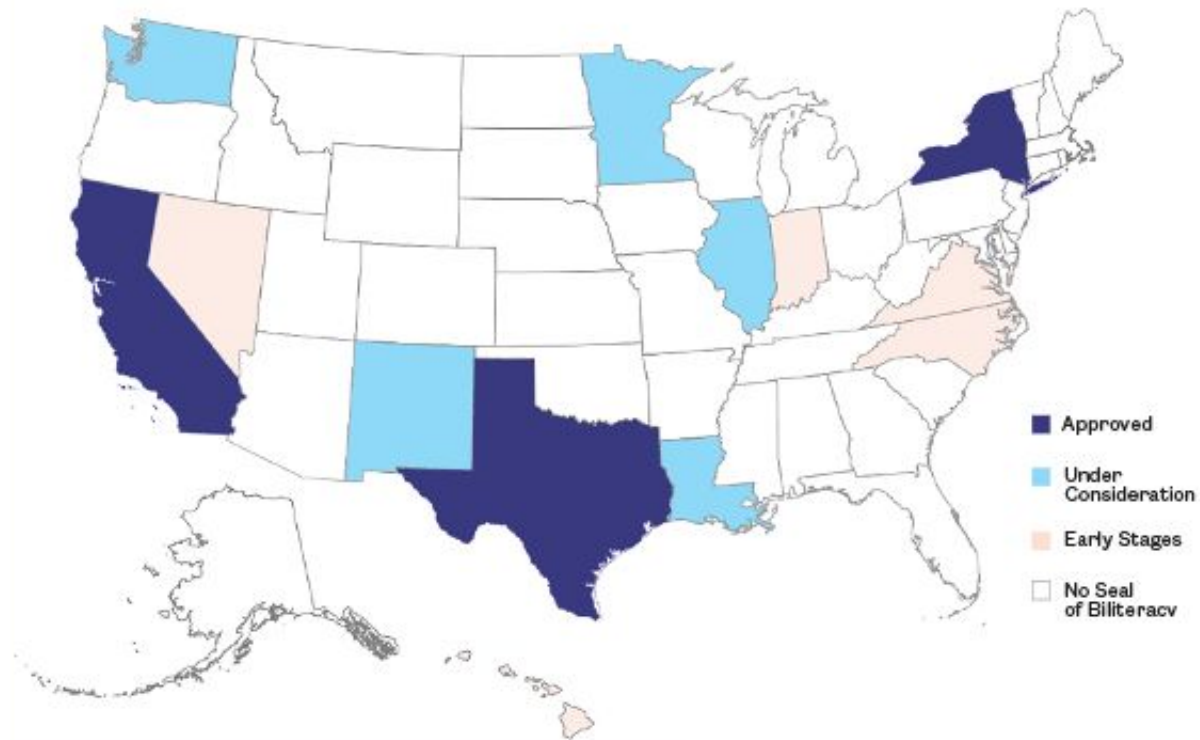 Approved
Under
Consideration
Early Stages
No Seal
of Biliteracy